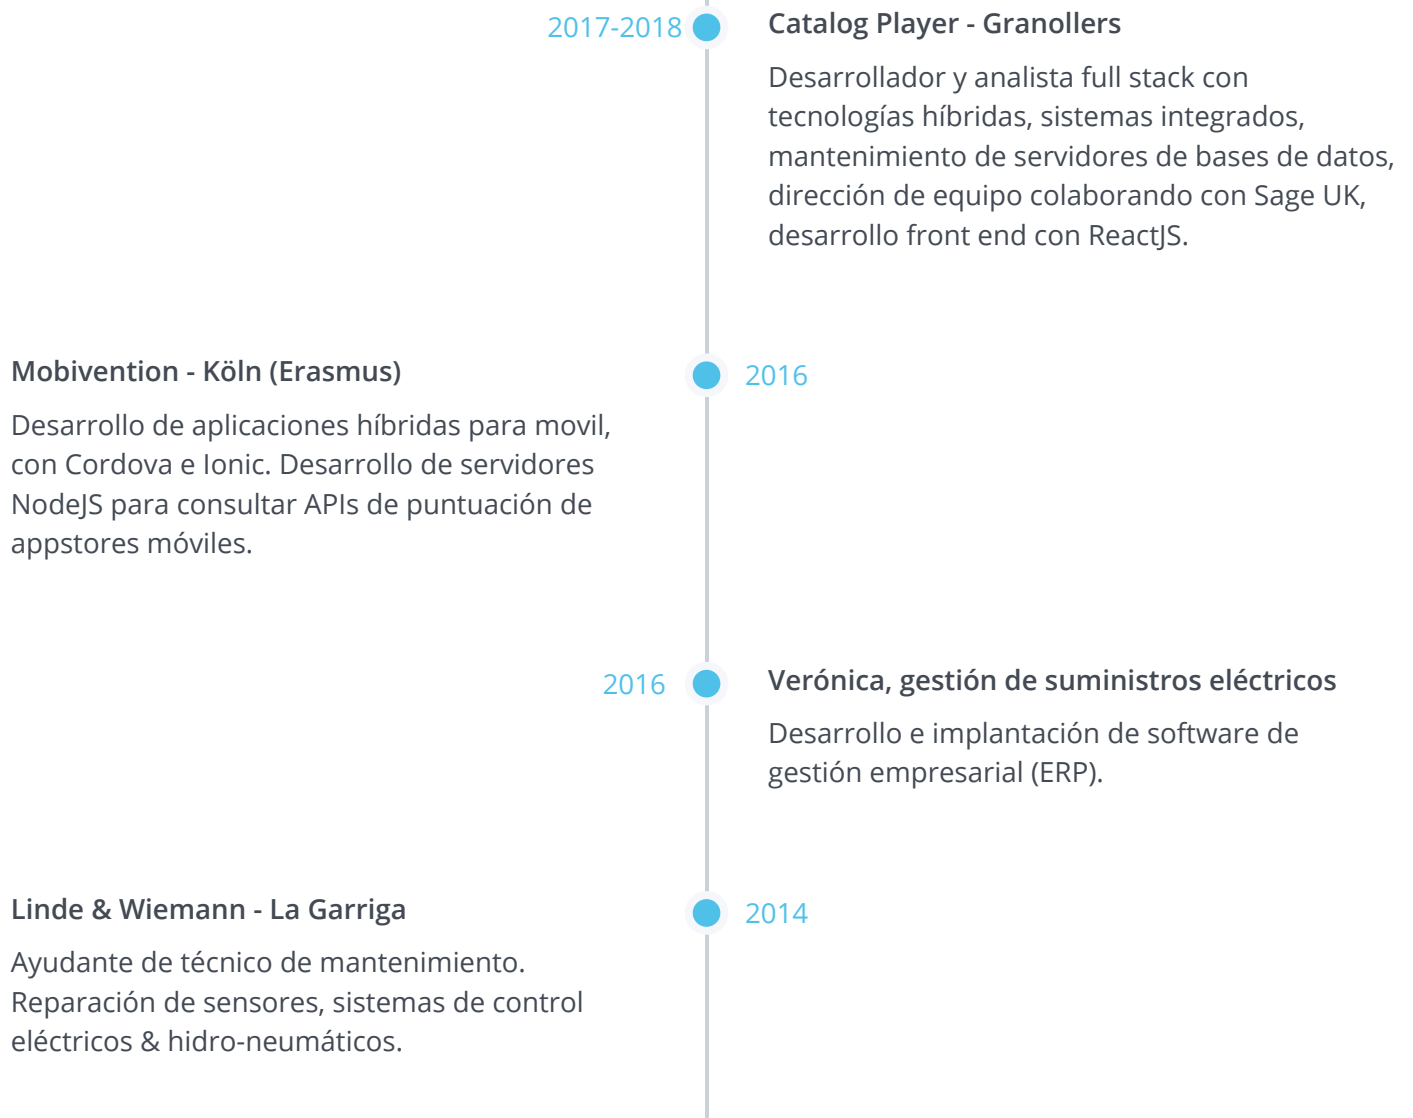 2017-2018
Catalog Player - Granollers
Desarrollador y analista full stack con
tecnologías híbridas, sistemas integrados,
mantenimiento de servidores de bases de datos,
dirección de equipo colaborando con Sage UK,
desarrollo front end con ReactJS.
Mobivention - Köln (Erasmus)
2016
Desarrollo de aplicaciones híbridas para movil,
con Cordova e Ionic. Desarrollo de servidores
NodeJS para consultar APIs de puntuación de
appstores móviles.
2016
Verónica, gestión de suministros eléctricos
Desarrollo e implantación de software de
gestión empresarial (ERP).
Linde & Wiemann - La Garriga
2014
Ayudante de técnico de mantenimiento.
Reparación de sensores, sistemas de control
eléctricos & hidro-neumáticos.